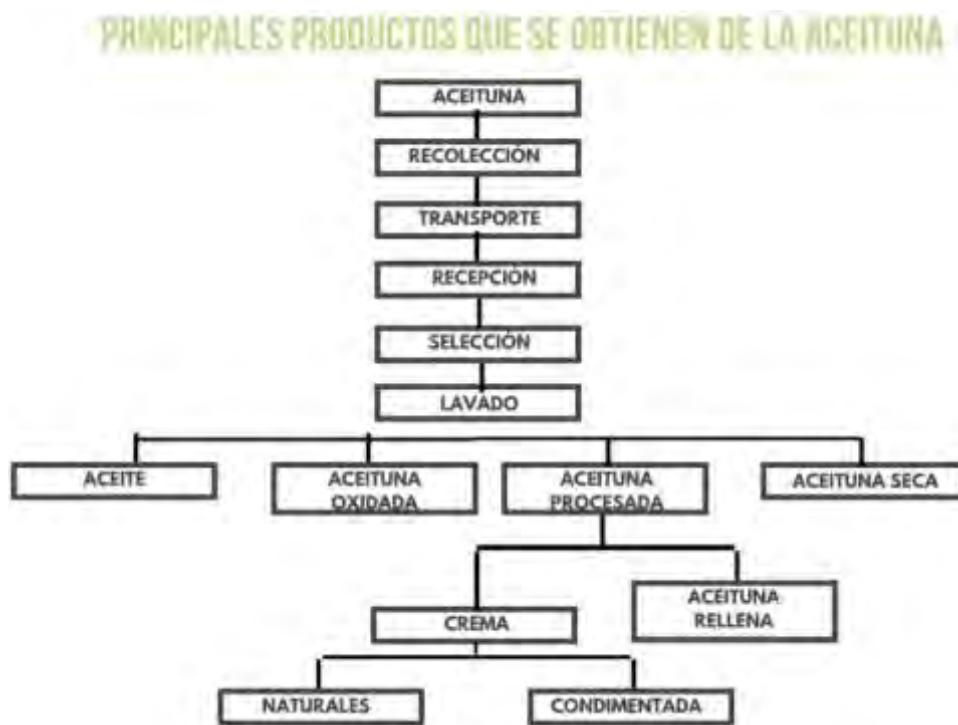 PRINCIPALES PRODUCTOS QUE SE OBTIENEN DE LA ACEITUNA
ACEITUNA
RECOLECCIÓN
TRANSPORTE
RECEPCIÓN
SELECCIÓN
LAVADO
ACEITE
ACEITUNA
OXIDADA
ACEITUNA
PROCESADA
ACEITUNA SECA
CREMA
ACEITUNA
RELLENA
NATURALES
CONDIMENTADA